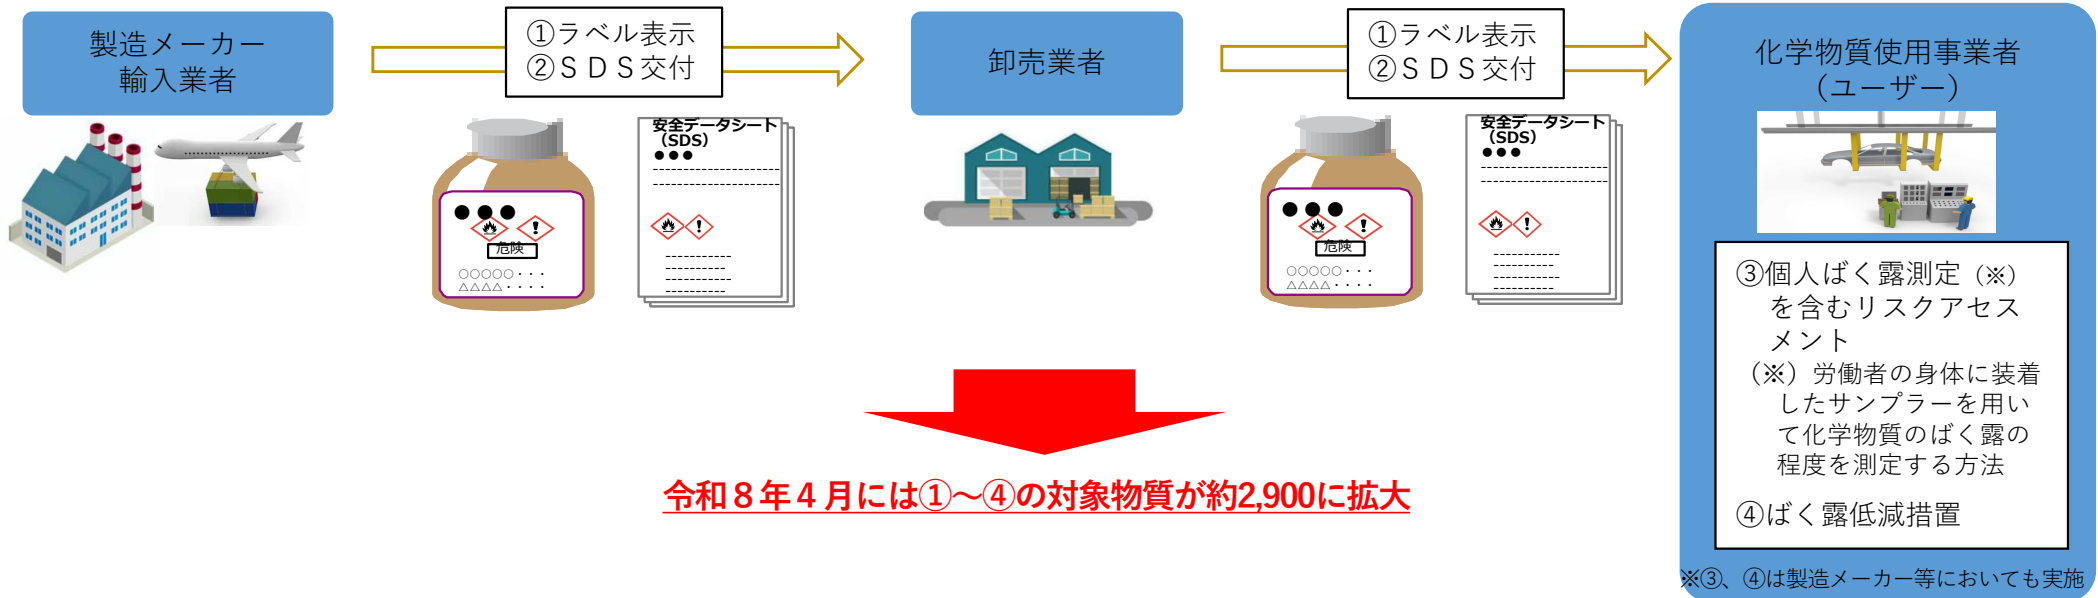 製造メーカー
輸入業者
①ラベル表示
②ＳＤＳ交付
卸売業者
①ラベル表示
②ＳＤＳ交付
化学物質使用事業者
（ユーザー）
安全データシート
（SDS）
●●●
●●●
危険
○○○○○・・・
△△△△・・・・
安全データシート
（SDS）
●●●
●●●
危険
○○○○○・・・
△△△△・・・・
③個人ばく露測定（※）
を含むリスクアセス
メント
（※）労働者の身体に装着
したサンプラーを用い
て化学物質のばく露の
程度を測定する方法
④ばく露低減措置
※③、④は製造メーカー等においても実施
令和８年４月には①～④の対象物質が約2,900に拡大